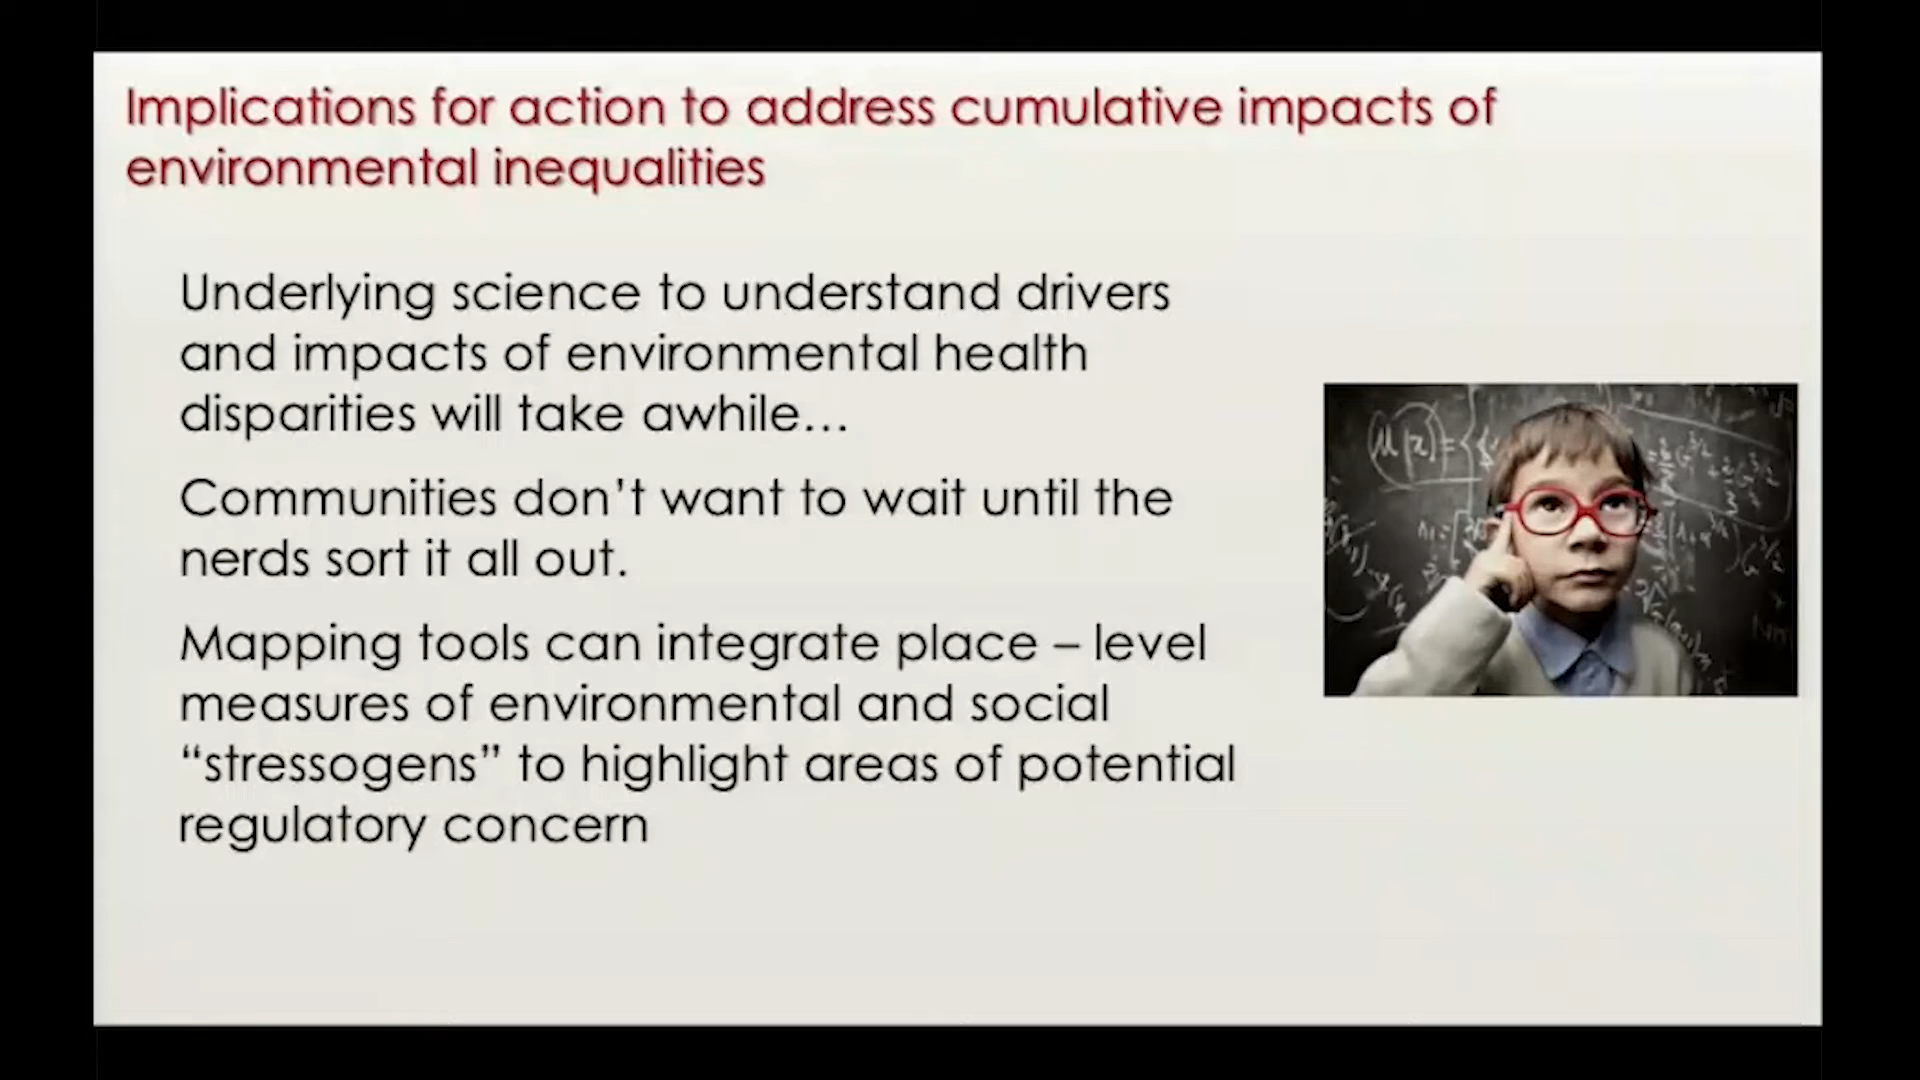 Implications for action to address cumulative impacts of
environmental inequalities
Underlying science to understand drivers
and impacts of environmental health
disparities will take awhile…
Communities don’t want to wait until the
nerds sort it all out.
Mapping tools can integrate place – level
measures of environmental and social
“stressogens” to highlight areas of potential
regulatory concern